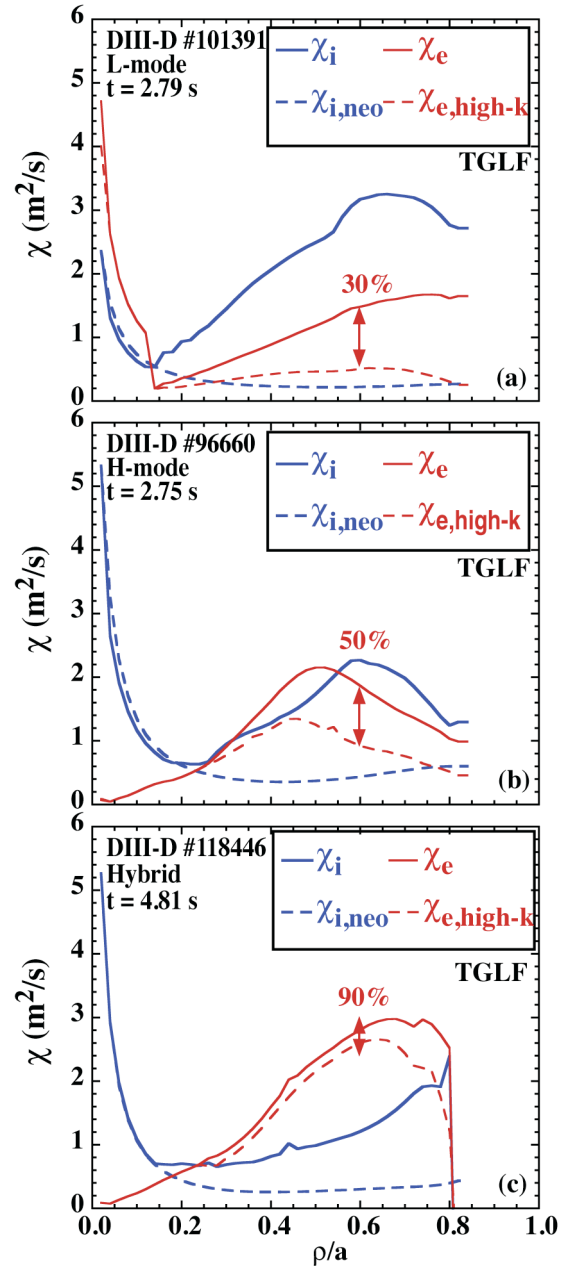 DIII-D #101391
L-mode
t = 2.79 s
χi χe
χi,neo χe,high-k
TGLF
30%
(a)
χ (m²/s)
6
5
4
3
2
1
0
DIII-D #96660
H-mode
t = 2.75 s
χi χe
χi,neo χe,high-k
TGLF
50%
(b)
χ (m²/s)
6
5
4
3
2
1
0
DIII-D #118446
Hybrid
t = 4.81 s
χi χe
χi,neo χe,high-k
TGLF
90%
(c)
χ (m²/s)
6
5
4
3
2
1
0
0.0 0.2 0.4 0.6 0.8 1.0
ρ/a